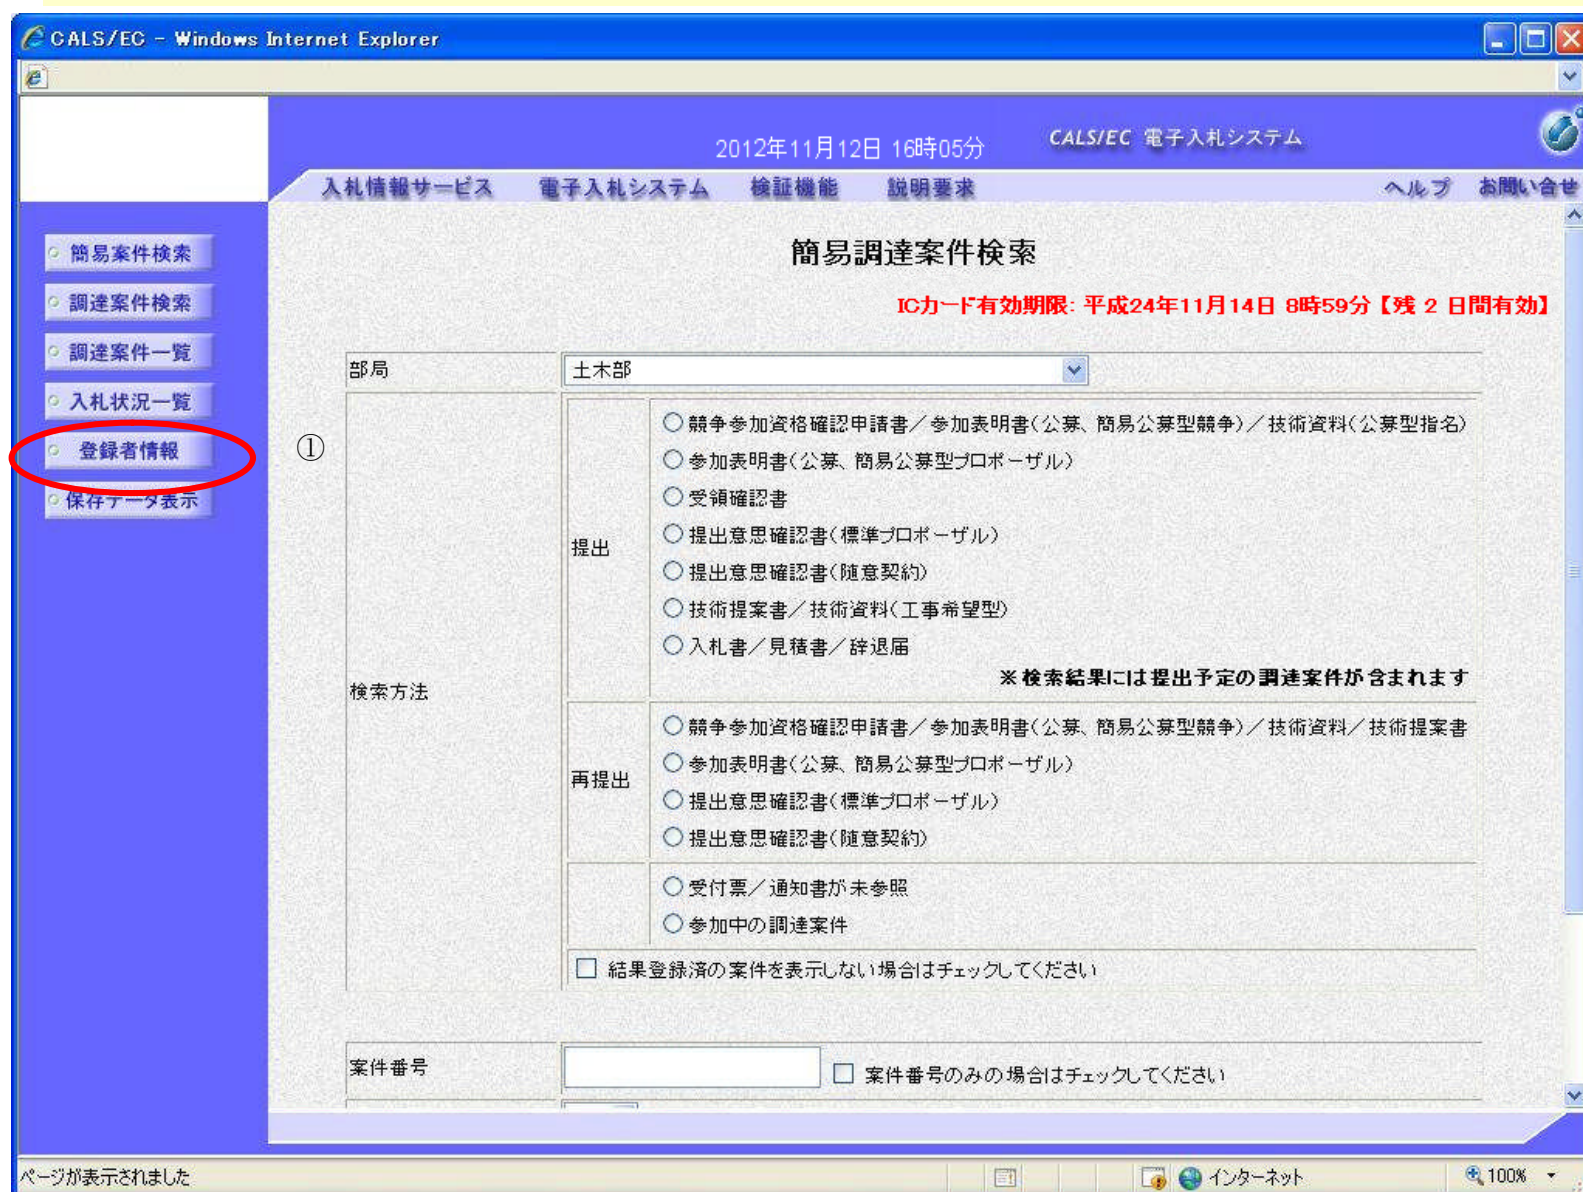 CALS/EC - Windows Internet Explorer
2012年11月12日 16時05分
CALS/EC 電子入札システム
入札情報サービス 電子入札システム 検証機能 説明要求 ヘルプ お問い合せ
簡易案件検索
調達案件検索
調達案件一覧
入札状況一覧
登録者情報
①
保存データ表示
簡易調達案件検索
ICカード有効期限: 平成24年11月14日 8時59分【残 2 日間有効】
部局 土木部
検索方法
提出
競争参加資格確認申請書／参加表明書(公募、簡易公募型競争)／技術資料(公募型指名)
参加表明書(公募、簡易公募型プロポーザル)
受領確認書
提出意思確認書(標準プロポーザル)
提出意思確認書(随意契約)
技術提案書／技術資料(工事希望型)
入札書／見積書／辞退届
※検索結果には提出予定の調達案件が含まれます
再提出
競争参加資格確認申請書／参加表明書(公募、簡易公募型競争)／技術資料／技術提案書
参加表明書(公募、簡易公募型プロポーザル)
提出意思確認書(標準プロポーザル)
提出意思確認書(随意契約)
受付票／通知書が未参照
参加中の調達案件
結果登録済の案件を表示しない場合はチェックしてください
案件番号
案件番号のみの場合はチェックしてください
ページが表示されました
インターネット
100%